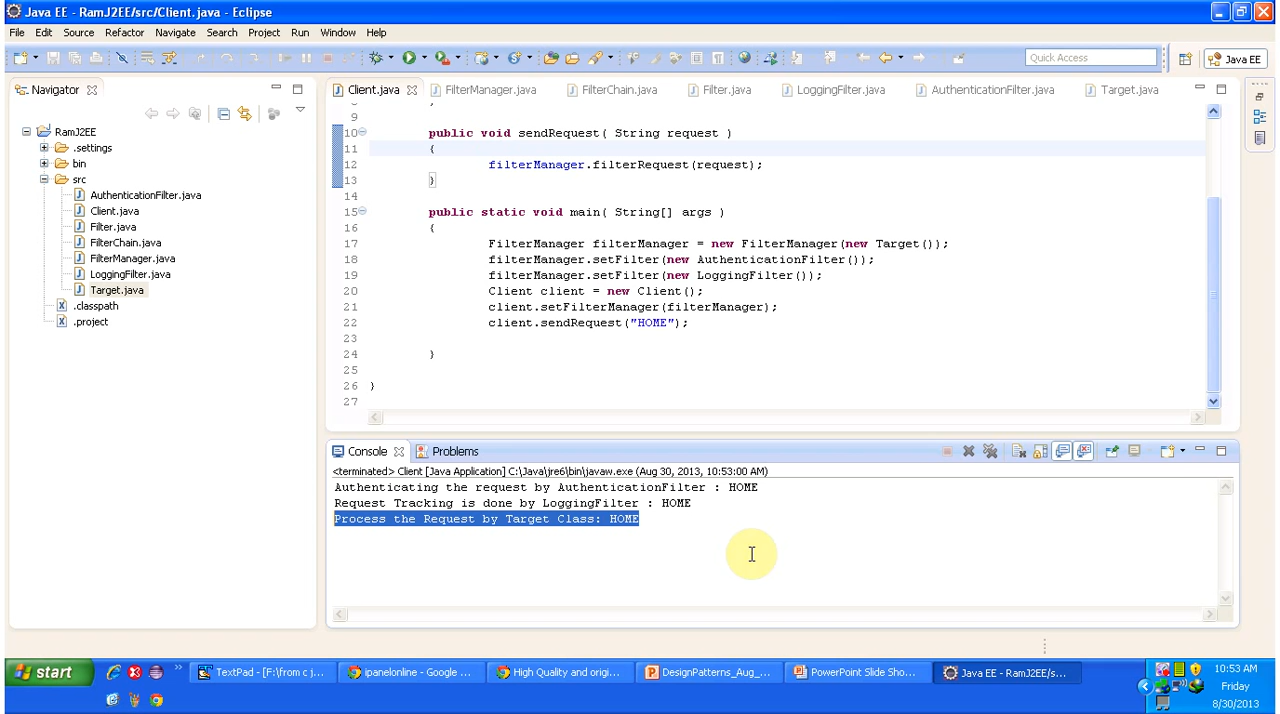 Java EE - RamJ2EE/src/Client.java - Eclipse
File Edit Source Refactor Navigate Search Project Run Window Help
Quick Access
Java EE
Navigator
RamJ2EE
.settings
bin
src
AuthenticationFilter.java
Client.java
Filter.java
FilterChain.java
FilterManager.java
LoggingFilter.java
Target.java
.classpath
.project
Client.java FilterManager.java FilterChain.java Filter.java LoggingFilter.java AuthenticationFilter.java Target.java
9
10 public void sendRequest( String request )
11 {
12 filterManager.filterRequest(request);
13 }
14
15 public static void main( String[] args )
16 {
17 FilterManager filterManager = new FilterManager(new Target());
18 filterManager.setFilter(new AuthenticationFilter());
19 filterManager.setFilter(new LoggingFilter());
20 Client client = new Client();
21 client.setFilterManager(filterManager);
22 client.sendRequest("HOME");
23
24 }
25
26 }
27
Console Problems
<terminated> Client [Java Application] C:\Java\jre6\bin\javaw.exe (Aug 30, 2013, 10:53:00 AM)
Authenticating the request by AuthenticationFilter : HOME
Request Tracking is done by LoggingFilter : HOME
Process the Request by Target Class: HOME
start
TextPad - [F:\from c j...
ipanelonline - Google ...
High Quality and origi...
DesignPatterns_Aug_...
PowerPoint Slide Sho...
Java EE - RamJ2EE/s...
10:53 AM
Friday
8/30/2013